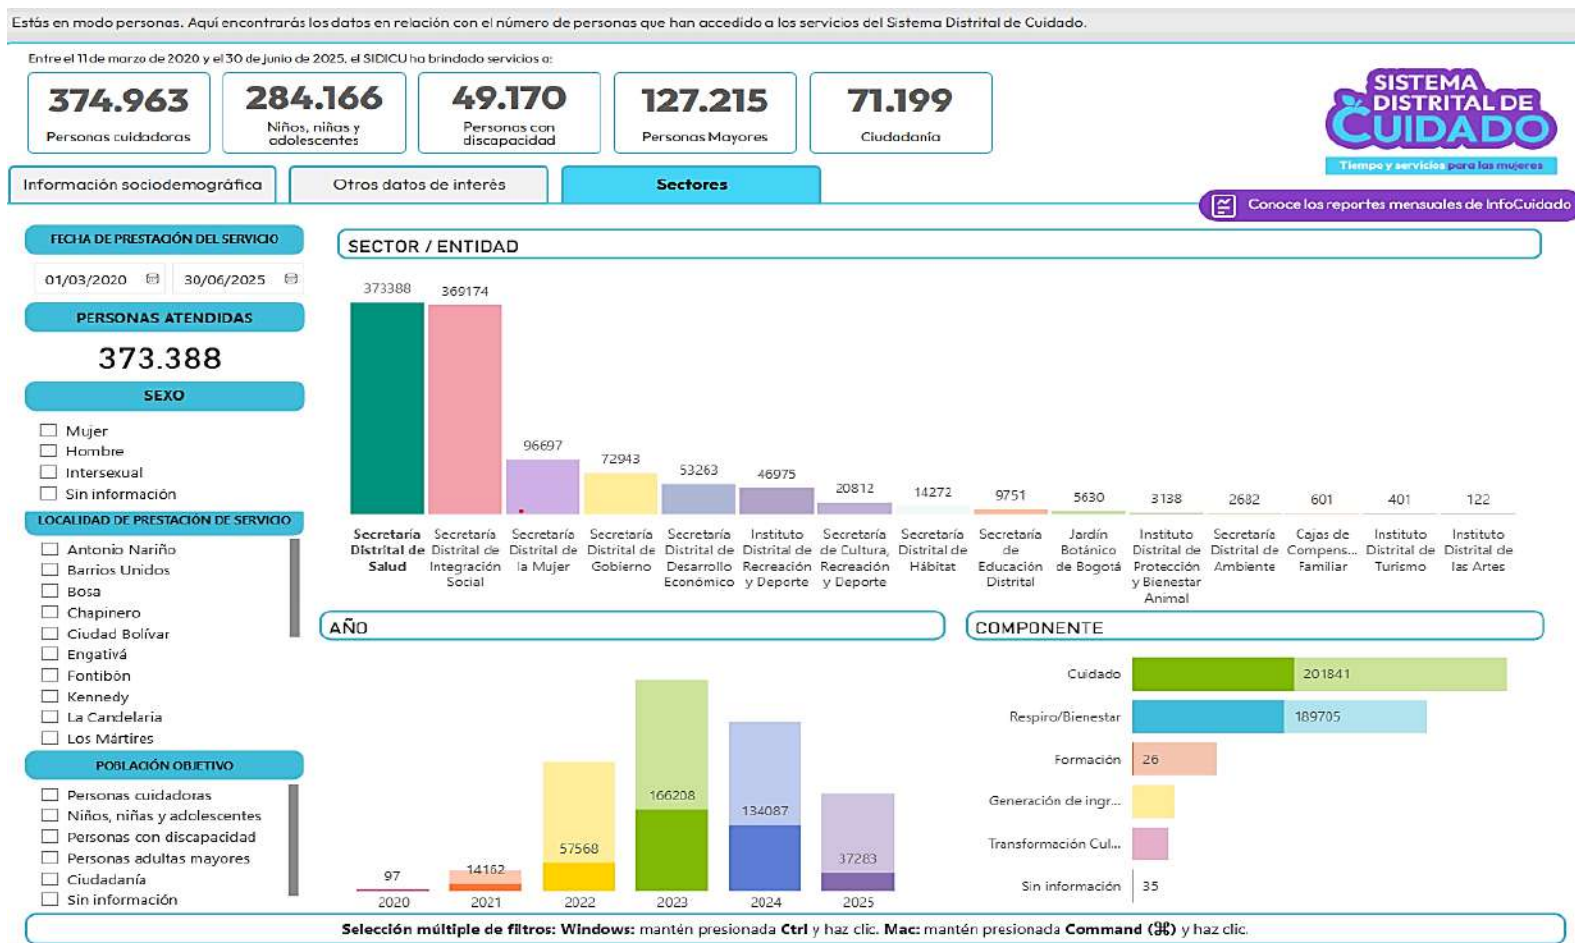 Estás en modo personas. Aquí encontrarás los datos en relación con el número de personas que han accedido a los servicios del Sistema Distrital de Cuidado.
Entre el 11 de marzo de 2020 y el 30 de junio de 2025, el SIDICU ha brindado servicios a:
374.963
Personas cuidadoras
284.166
Niños, niñas y
adolescentes
49.170
Personas con
discapacidad
127.215
Personas Mayores
71.199
Ciudadanía
SISTEMA
DISTRITAL DE
CUIDADO
Tiempo y servicios para las mujeres
Información sociodemográfica
Otros datos de interés
Sectores
Conoce los reportes mensuales de InfoCuidado
FECHA DE PRESTACIÓN DEL SERVICIO
01/03/2020
30/06/2025
PERSONAS ATENDIDAS
373.388
SEXO
Mujer
Hombre
Intersexual
Sin información
LOCALIDAD DE PRESTACIÓN DE SERVICIO
Antonio Nariño
Barrios Unidos
Bosa
Chapinero
Ciudad Bolívar
Engativá
Fontibón
Kennedy
La Candelaria
Los Mártires
POBLACIÓN OBJETIVO
Personas cuidadoras
Niños, niñas y adolescentes
Personas con discapacidad
Personas adultas mayores
Ciudadanía
Sin información
SECTOR / ENTIDAD
373388
369174
96697
72943
53263
46975
20812
14272
9751
5630
3138
2682
601
401
122
Secretaría
Distrital de
Salud
Secretaría
Distrital de
Integración
Social
Secretaría
Distrital de
la Mujer
Secretaría
Distrital de
Gobierno
Secretaría
Distrital de
Desarrollo
Económico
Instituto
Distrital de
Recreación
y Deporte
Secretaría
de Cultura,
Recreación
y Deporte
Secretaría
Distrital de
Hábitat
Secretaría
de
Educación
Distrital
Jardín
Botánico
de Bogotá
Instituto
Distrital de
Protección
y Bienestar
Animal
Secretaría
Distrital de
Ambiente
Cajas de
Compens...
Familiar
Instituto
Distrital de
Turismo
Instituto
Distrital de
las Artes
AÑO
97
14162
57568
166208
134087
37283
2020
2021
2022
2023
2024
2025
COMPONENTE
Cuidado
201841
Respiro/Bienestar
189705
Formación
26
Generación de ingr...
Transformación Cul...
Sin información
35
Selección múltiple de filtros: Windows: mantén presionada Ctrl y haz clic. Mac: mantén presionada Command (⌘) y haz clic.